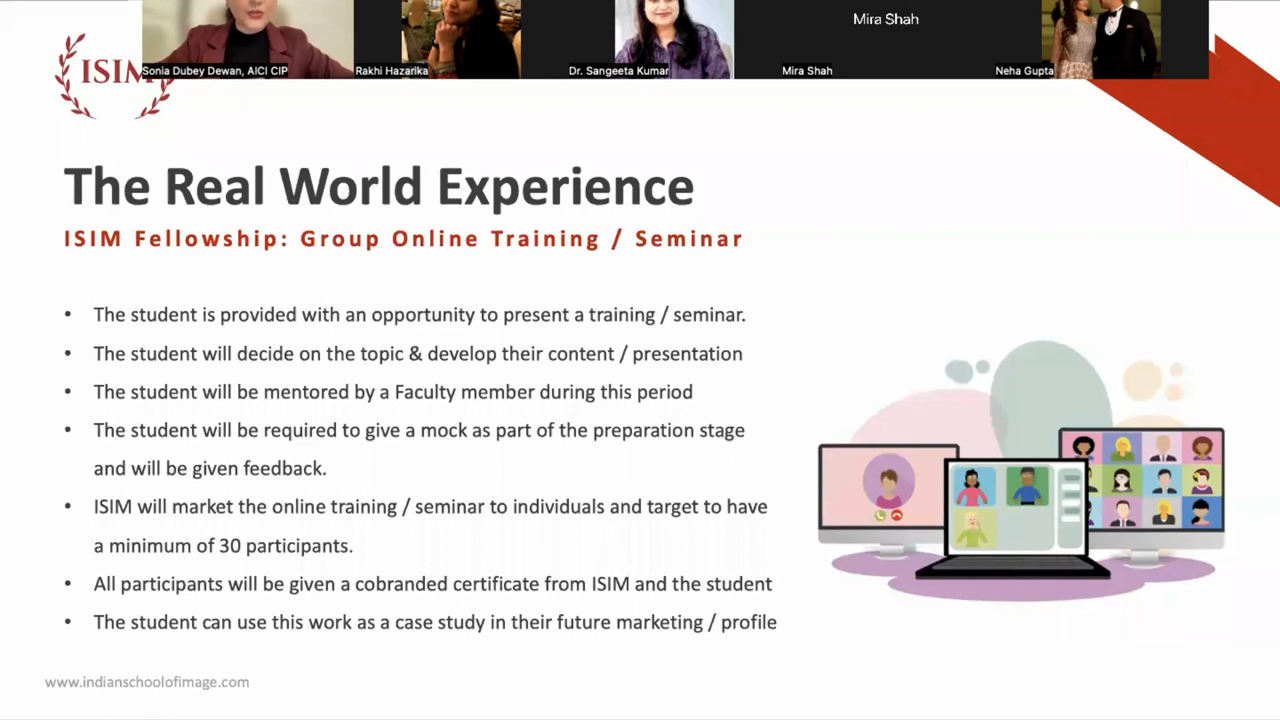 Mira Shah
Sonia Dubey Dewan, AICI CIP
Rakhi Hazarika
Dr. Sangeeta Kumar
Mira Shah
Neha Gupta
ISIM
The Real World Experience
ISIM Fellowship: Group Online Training / Seminar
• The student is provided with an opportunity to present a training / seminar.
• The student will decide on the topic & develop their content / presentation
• The student will be mentored by a Faculty member during this period
• The student will be required to give a mock as part of the preparation stage
and will be given feedback.
• ISIM will market the online training / seminar to individuals and target to have
a minimum of 30 participants.
• All participants will be given a cobranded certificate from ISIM and the student
• The student can use this work as a case study in their future marketing / profile
www.indianschoolofimage.com